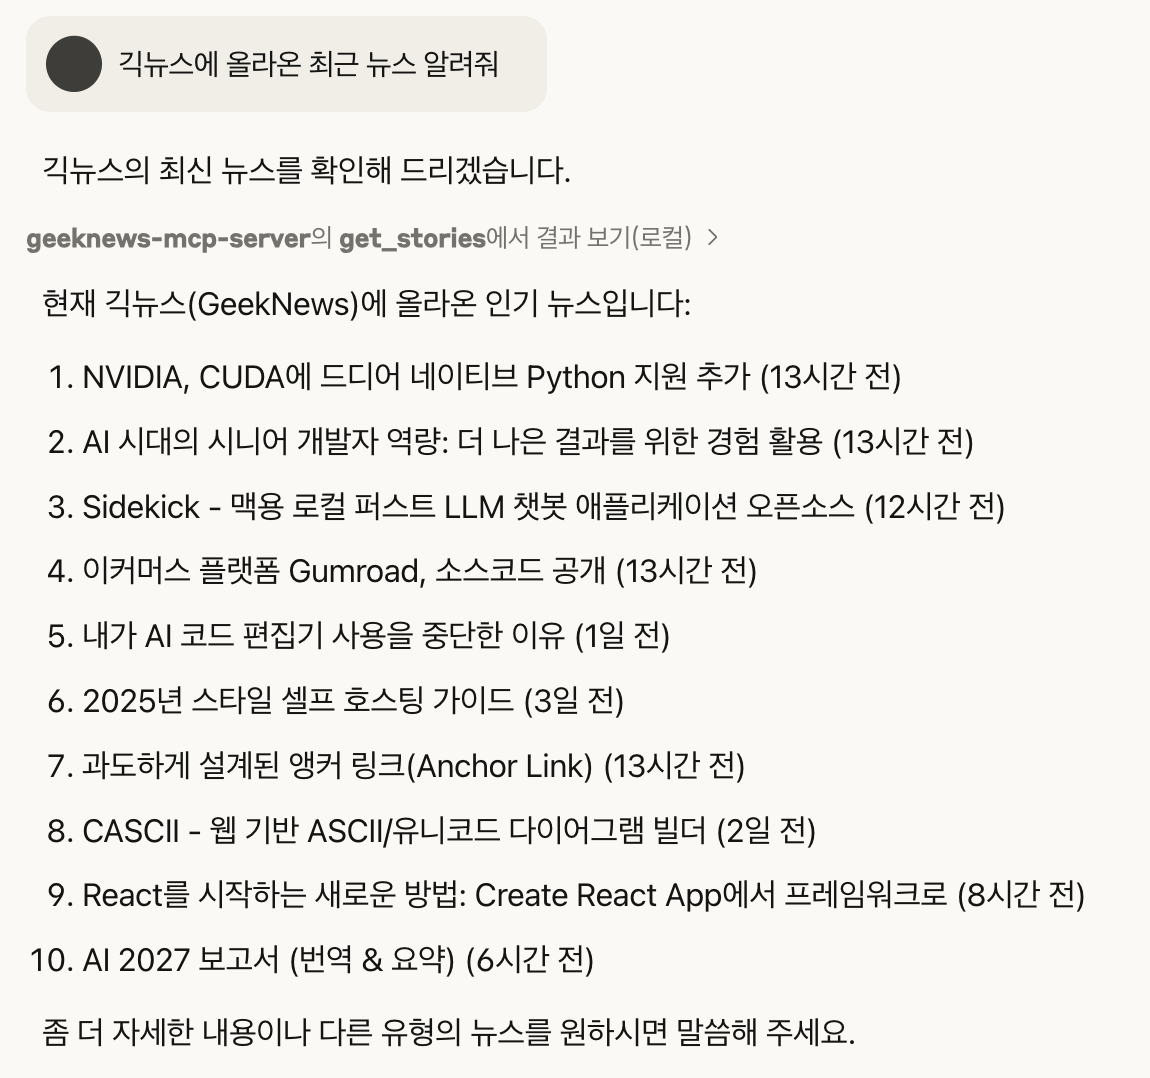 긱뉴스에 올라온 최근 뉴스 알려줘
긱뉴스의 최신 뉴스를 확인해 드리겠습니다.
geeknews-mcp-server의 get_stories에서 결과 보기(로컬)
현재 긱뉴스(GeekNews)에 올라온 인기 뉴스입니다:
1. NVIDIA, CUDA에 드디어 네이티브 Python 지원 추가 (13시간 전)
2. AI 시대의 시니어 개발자 역량: 더 나은 결과를 위한 경험 활용 (13시간 전)
3. Sidekick - 맥용 로컬 퍼스트 LLM 챗봇 애플리케이션 오픈소스 (12시간 전)
4. 이커머스 플랫폼 Gumroad, 소스코드 공개 (13시간 전)
5. 내가 AI 코드 편집기 사용을 중단한 이유 (1일 전)
6. 2025년 스타일 셀프 호스팅 가이드 (3일 전)
7. 과도하게 설계된 앵커 링크(Anchor Link) (13시간 전)
8. CASCII - 웹 기반 ASCII/유니코드 다이어그램 빌더 (2일 전)
9. React를 시작하는 새로운 방법: Create React App에서 프레임워크로 (8시간 전)
10. AI 2027 보고서 (번역 & 요약) (6시간 전)
좀 더 자세한 내용이나 다른 유형의 뉴스를 원하시면 말씀해 주세요.